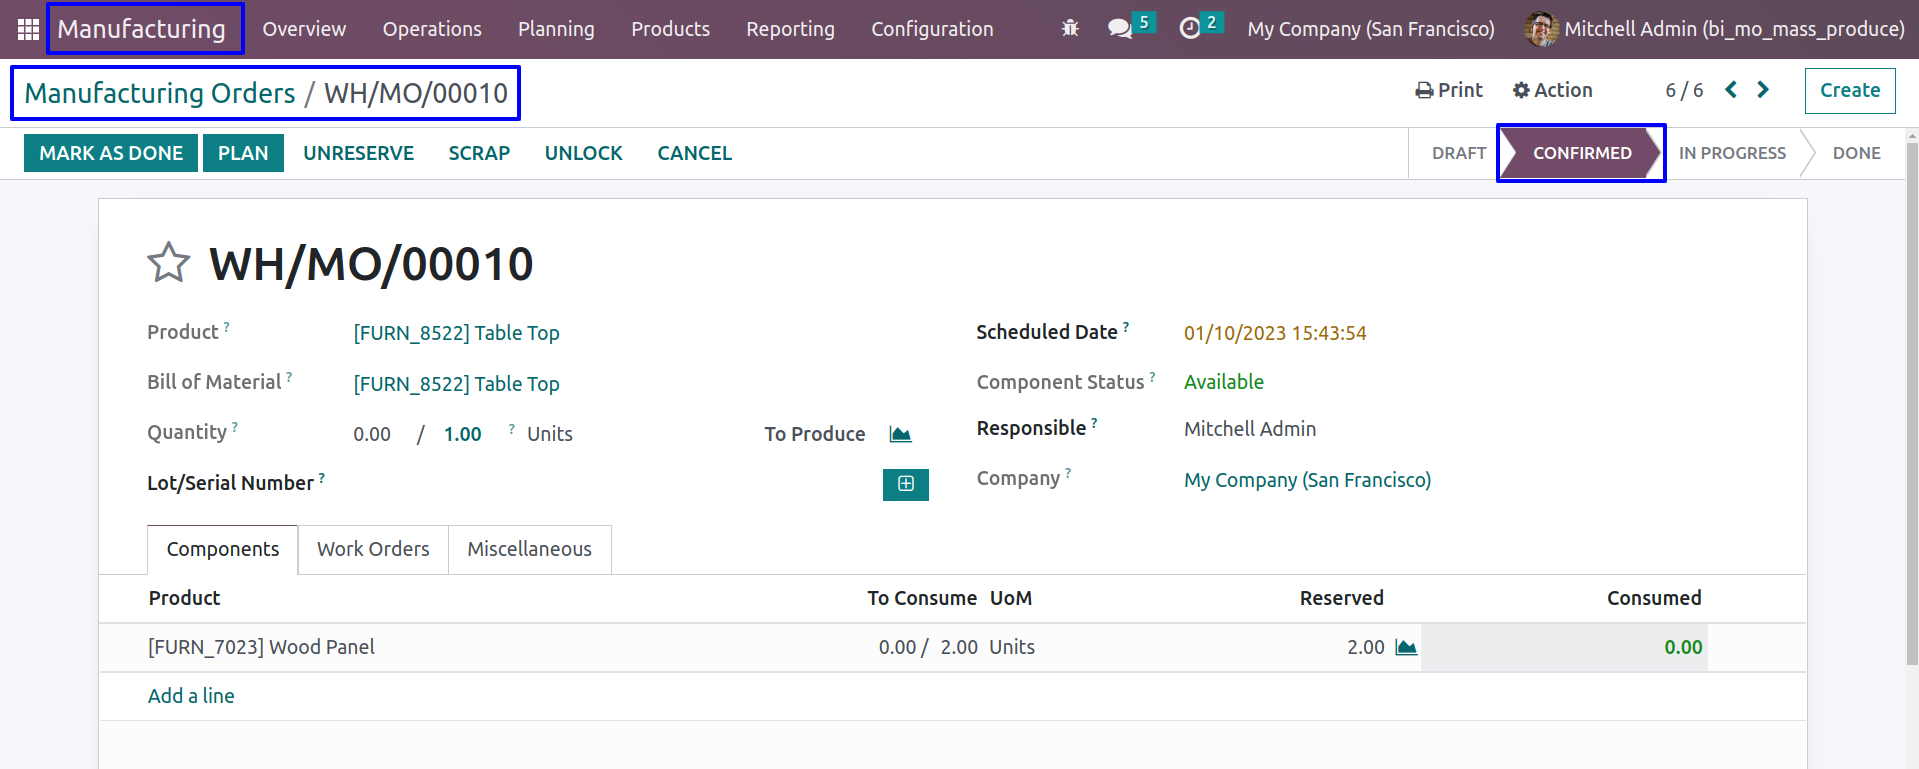 Manufacturing Overview Operations Planning Products Reporting Configuration 5 2 My Company (San Francisco) Mitchell Admin (bi_mo_mass_produce)
Manufacturing Orders / WH/MO/00010 Print Action 6 / 6 Create
MARK AS DONE PLAN UNRESERVE SCRAP UNLOCK CANCEL DRAFT CONFIRMED IN PROGRESS DONE
WH/MO/00010
Product ? [FURN_8522] Table Top Scheduled Date ? 01/10/2023 15:43:54
Bill of Material ? [FURN_8522] Table Top Component Status ? Available
Quantity ? 0.00 / 1.00 ? Units To Produce Responsible ? Mitchell Admin
Lot/Serial Number ? Company ? My Company (San Francisco)
Components Work Orders Miscellaneous
Product To Consume UoM Reserved Consumed
[FURN_7023] Wood Panel 0.00 / 2.00 Units 2.00 0.00
Add a line